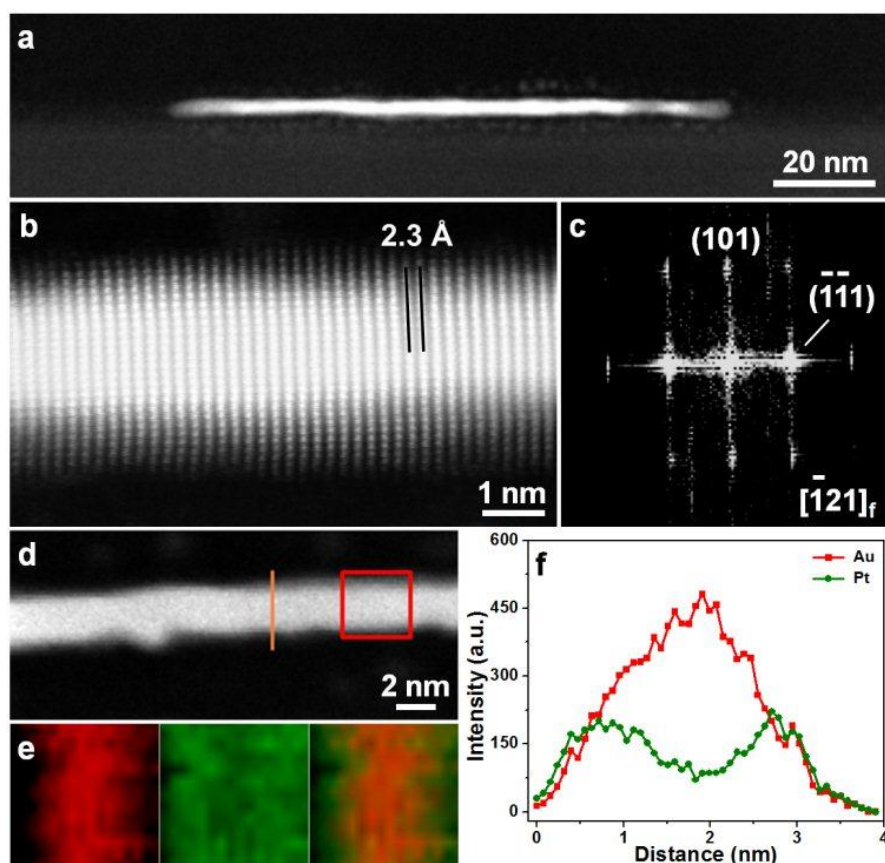 a
20 nm
b
2.3 Å
1 nm
c
(101)
(1̅1̅1)
[1̅21]f
d
2 nm
e
f
Au
Pt
Intensity (a.u.)
600
450
300
150
0
0 1 2 3 4
Distance (nm)